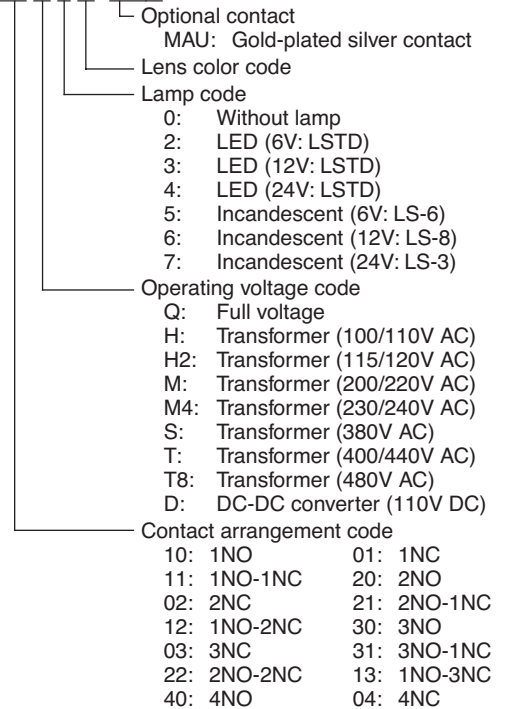 Optional contact
MAU: Gold-plated silver contact
Lens color code
Lamp code
0: Without lamp
2: LED (6V: LSTD)
3: LED (12V: LSTD)
4: LED (24V: LSTD)
5: Incandescent (6V: LS-6)
6: Incandescent (12V: LS-8)
7: Incandescent (24V: LS-3)
Operating voltage code
Q: Full voltage
H: Transformer (100/110V AC)
H2: Transformer (115/120V AC)
M: Transformer (200/220V AC)
M4: Transformer (230/240V AC)
S: Transformer (380V AC)
T: Transformer (400/440V AC)
T8: Transformer (480V AC)
D: DC-DC converter (110V DC)
Contact arrangement code
10: 1NO 01: 1NC
11: 1NO-1NC 20: 2NO
02: 2NC 21: 2NO-1NC
12: 1NO-2NC 30: 3NO
03: 3NC 31: 3NO-1NC
22: 2NO-2NC 13: 1NO-3NC
40: 4NO 04: 4NC